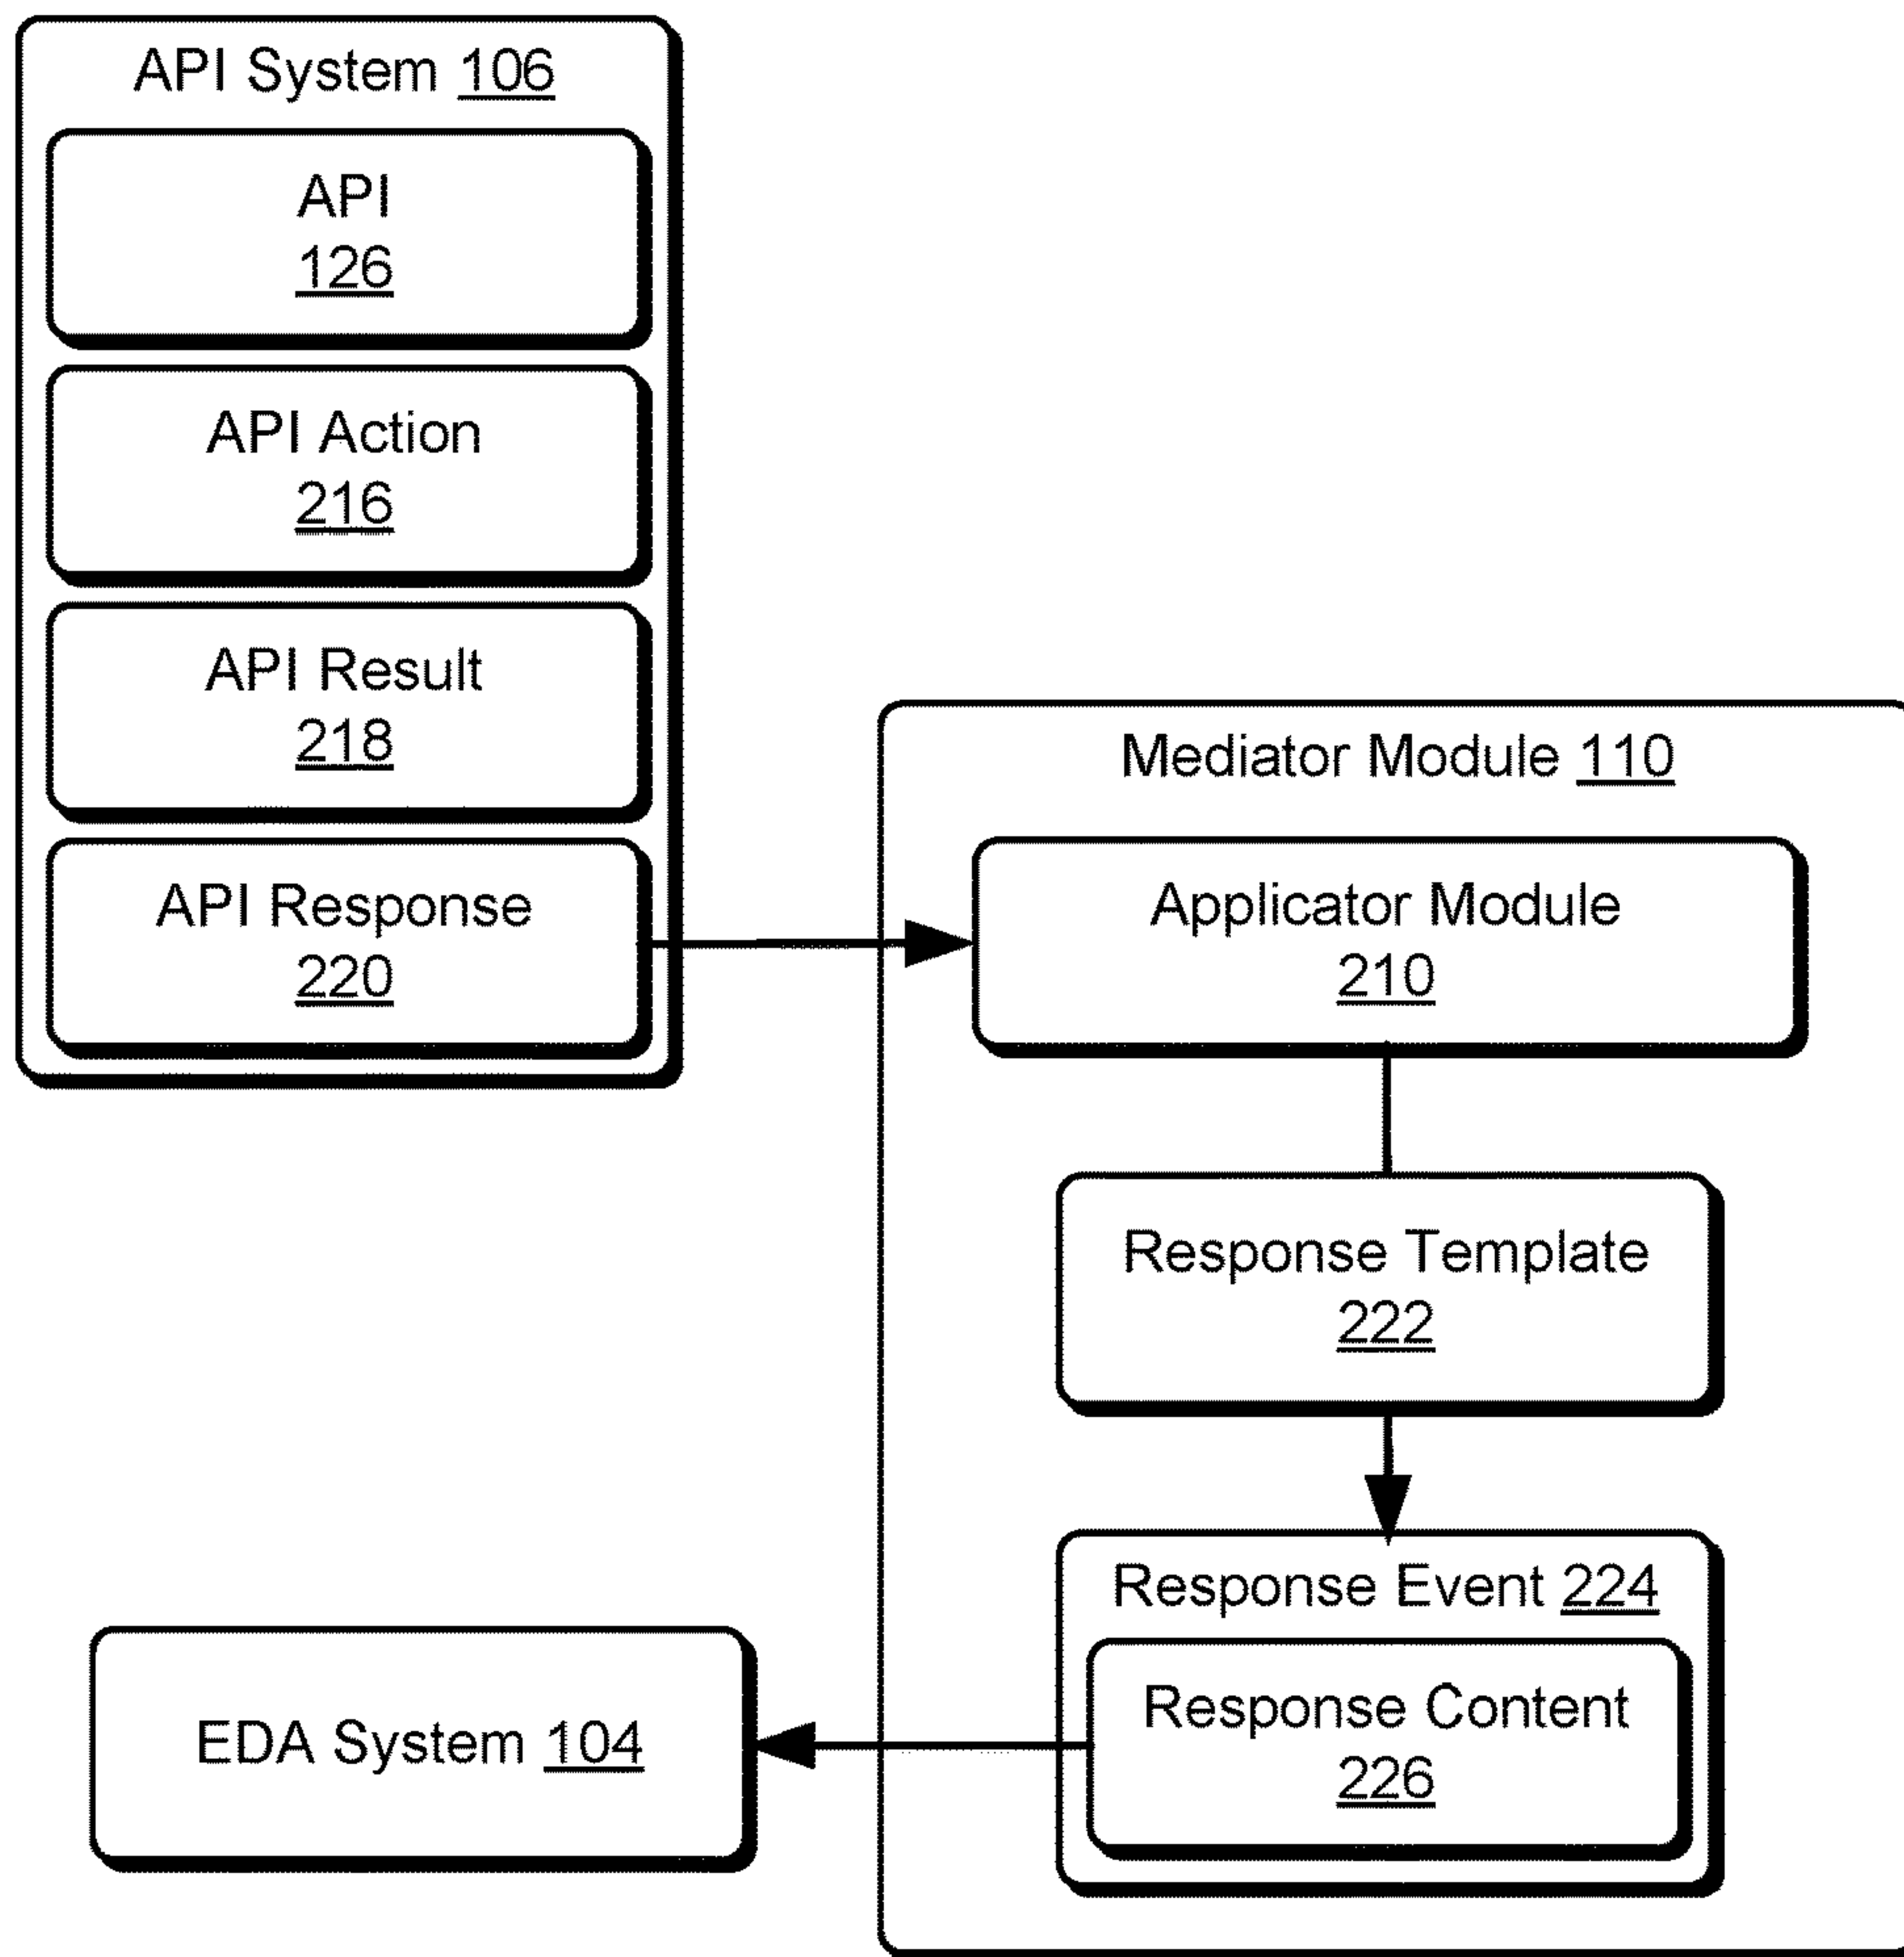 API System 106
API
126
API Action
216
API Result
218
API Response
220
Mediator Module 110
Applicator Module
210
Response Template
222
Response Event 224
Response Content
226
EDA System 104